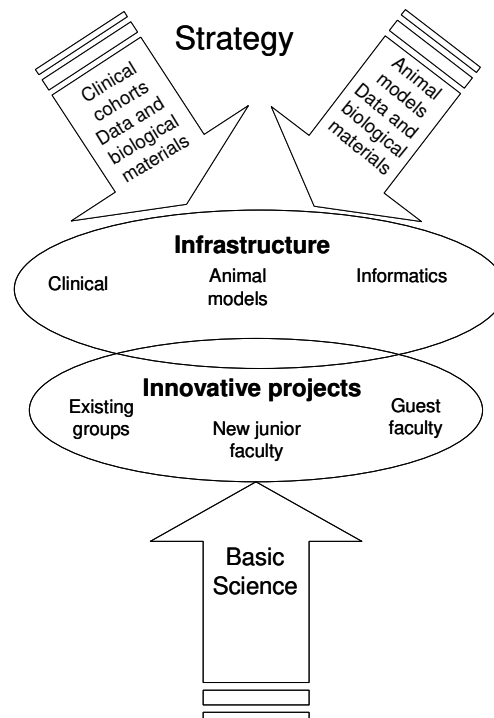 Strategy
Clinical
cohorts
Data and
biological
materials
Animal
models
Data and
biological
materials
Infrastructure
Clinical
Animal
models
Informatics
Innovative projects
Existing
groups
New junior
faculty
Guest
faculty
Basic
Science